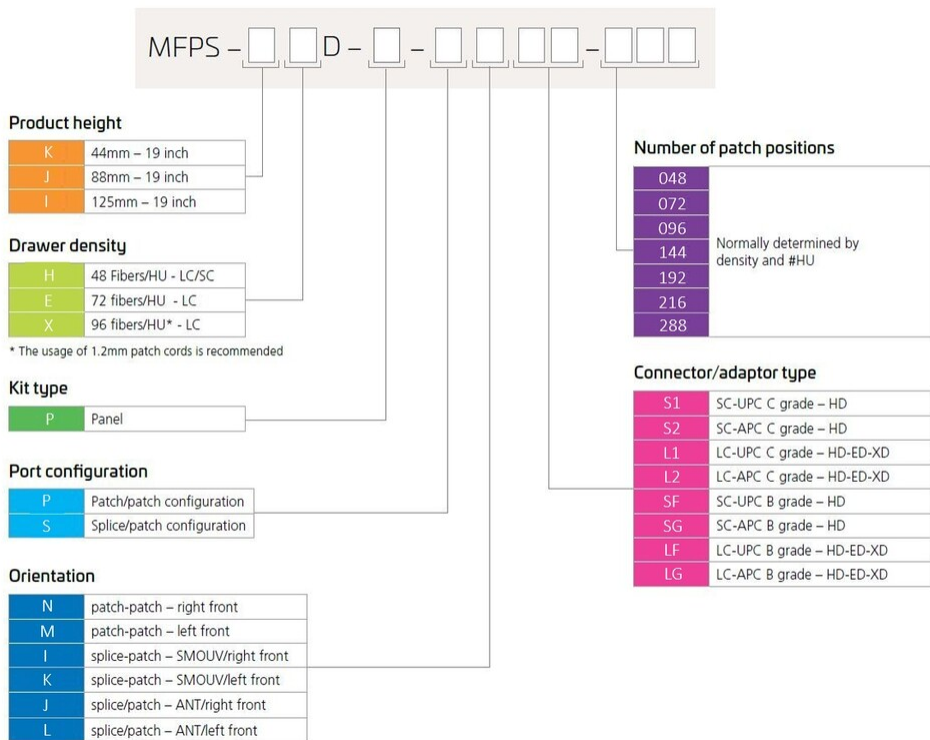 MFPS – D – – –
Product height
K 44mm – 19 inch
J 88mm – 19 inch
I 125mm – 19 inch
Drawer density
H 48 Fibers/HU - LC/SC
E 72 fibers/HU - LC
X 96 fibers/HU* - LC
* The usage of 1.2mm patch cords is recommended
Kit type
P Panel
Port configuration
P Patch/patch configuration
S Splice/patch configuration
Orientation
N patch-patch – right front
M patch-patch – left front
I splice-patch – SMOUV/right front
K splice-patch – SMOUV/left front
J splice/patch – ANT/right front
L splice/patch – ANT/left front
Number of patch positions
048
072
096
144
192
216
288
Normally determined by
density and #HU
Connector/adaptor type
S1 SC-UPC C grade – HD
S2 SC-APC C grade – HD
L1 LC-UPC C grade – HD-ED-XD
L2 LC-APC C grade – HD-ED-XD
SF SC-UPC B grade – HD
SG SC-APC B grade – HD
LF LC-UPC B grade – HD-ED-XD
LG LC-APC B grade – HD-ED-XD